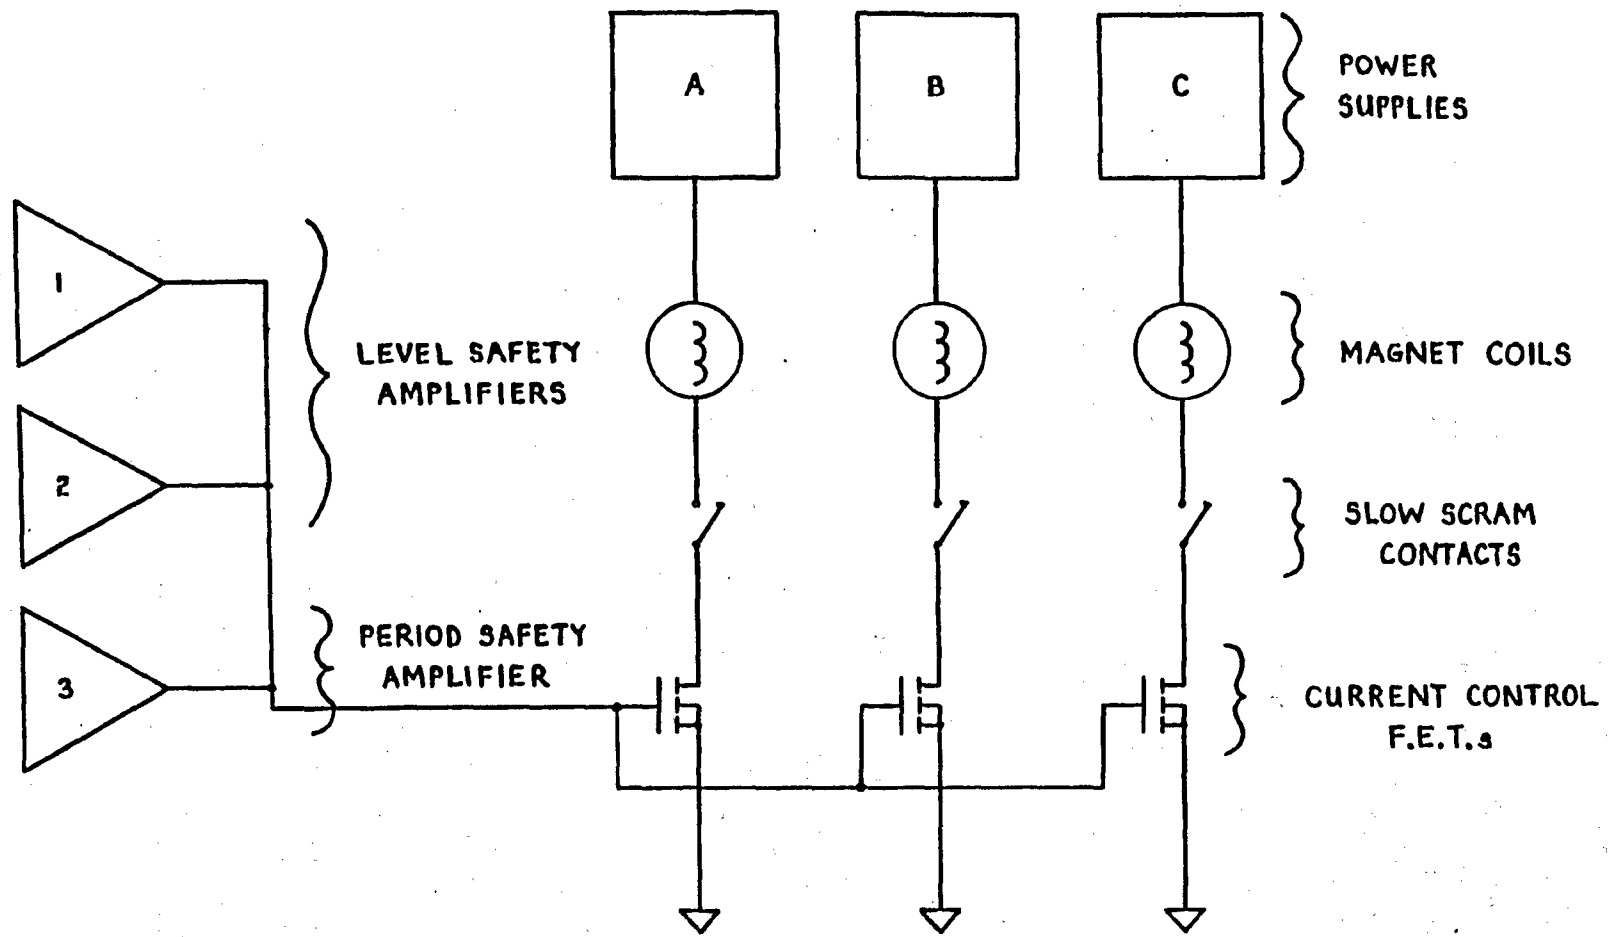 A
B
C
POWER
SUPPLIES
1
LEVEL SAFETY
AMPLIFIERS
MAGNET COILS
2
SLOW SCRAM
CONTACTS
PERIOD SAFETY
AMPLIFIER
3
CURRENT CONTROL
F.E.T.s